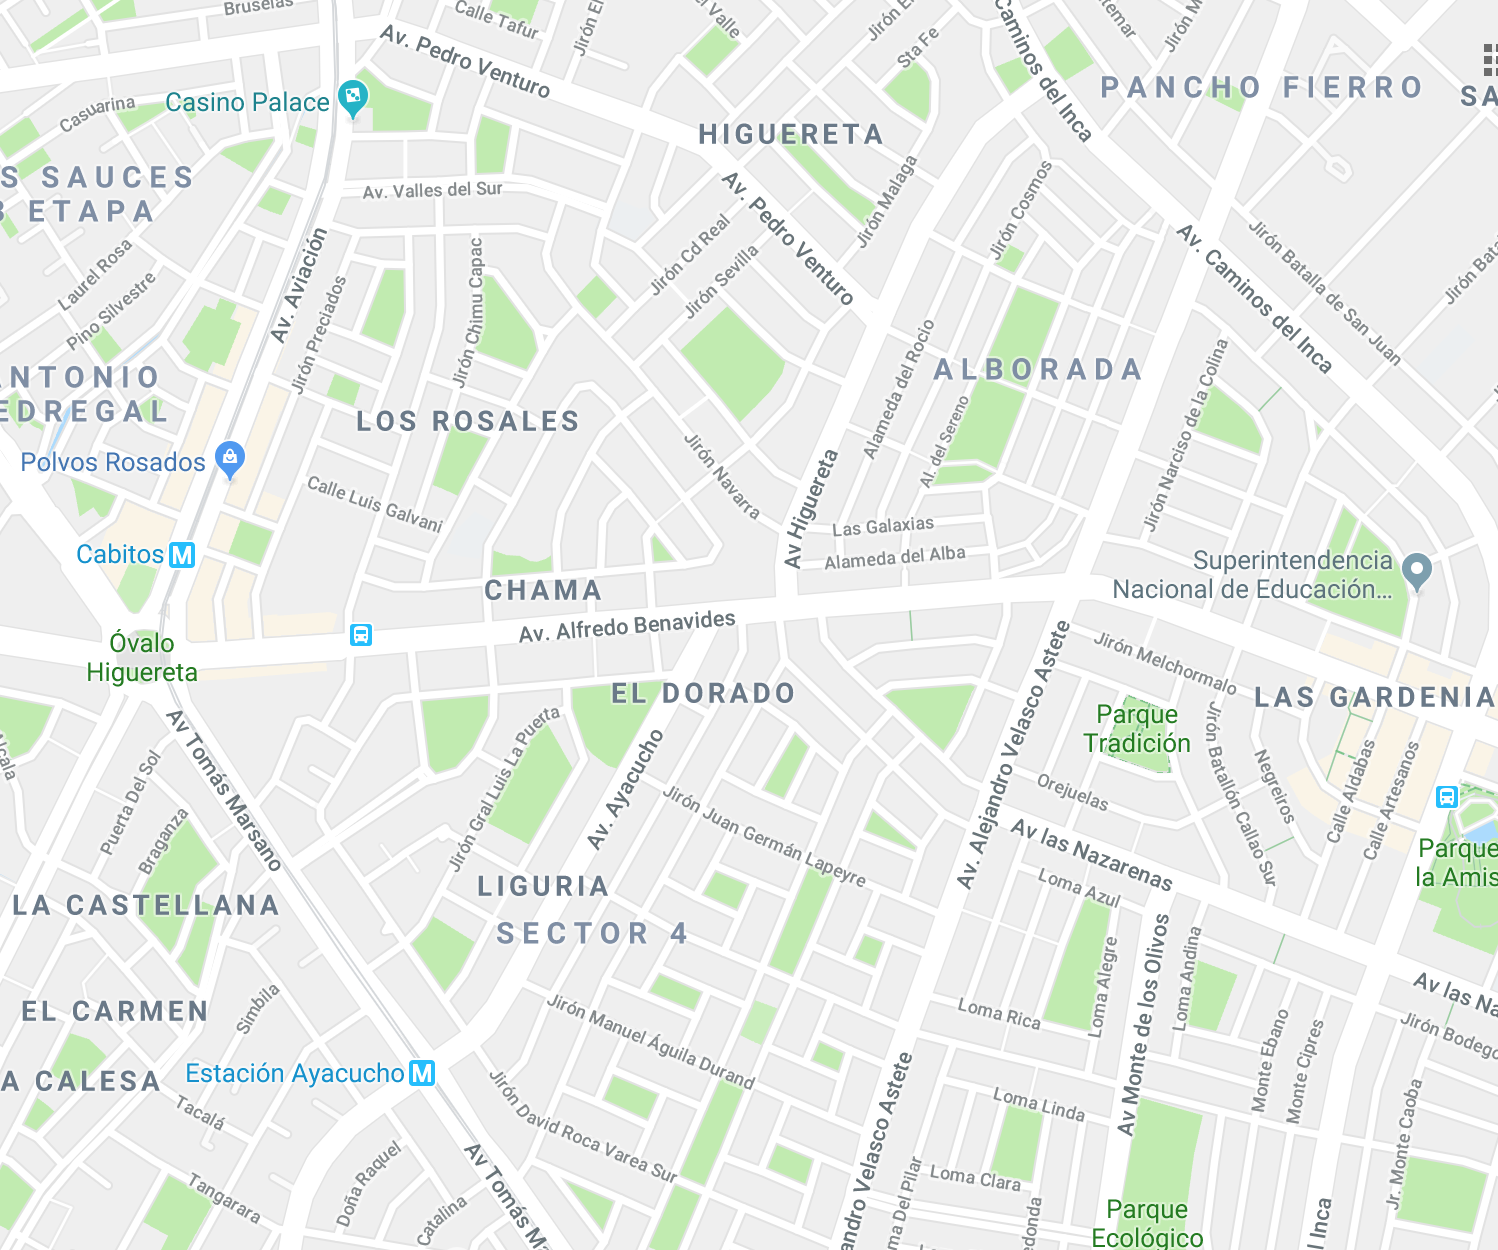 Bruselas
Calle Tafur
Av. Pedro Venturo
Sta Fe
Caminos del Inca
PANCHO FIERRO
Casino Palace
Casuarina
HIGUERETA
S SAUCES
ETAPA
Av. Valles del Sur
Av. Pedro Venturo
Jirón Malaga
Jirón Cosmos
Av. Caminos del Inca
Jirón Batalla de San Juan
Laurel Rosa
Pino Silvestre
Av. Aviación
Jirón Preciados
Jirón Chimu Capac
Jirón Cd Real
Jirón Sevilla
NTONIO
EDREGAL
LOS ROSALES
ALBORADA
Alameda del Rocio
Al. del Sereno
Jirón Narciso de la Colina
Polvos Rosados
Calle Luis Galvani
Jirón Navarra
Av Higuereta
Las Galaxias
Alameda del Alba
Cabitos
M
CHAMA
Superintendencia
Nacional de Educación...
Av. Alfredo Benavides
Óvalo
Higuereta
EL DORADO
Jirón Melchormalo
LAS GARDENIA
Parque
Tradición
Av Tomás Marsano
Puerta Del Sol
Braganza
Jirón Gral Luis La Puerta
Av. Ayacucho
Jirón Juan Germán Lapeyre
Av. Alejandro Velasco Astete
Orejuelas
Av las Nazarenas
Jirón Batallón Callao Sur
Negreiros
Calle Aldabas
Calle Artesanos
Parque
la Amis
LA CASTELLANA
LIGURIA
SECTOR 4
Loma Azul
Loma Alegre
Av Monte de los Olivos
Loma Andina
EL CARMEN
Simbila
Jirón Manuel Águila Durand
Loma Rica
Monte Ebano
Monte Cipres
Av las Na
Jirón Bodego
A CALESA
Estación Ayacucho
M
Tacalá
Jirón David Roca Varea Sur
Loma Linda
Jr. Monte Caoba
Tangarara
Doña Raquel
Catalina
Av Tomás Ma
andro Velasco Astete
ma Del Pilar
Loma Clara
edonda
Parque
Ecológico
l Inca